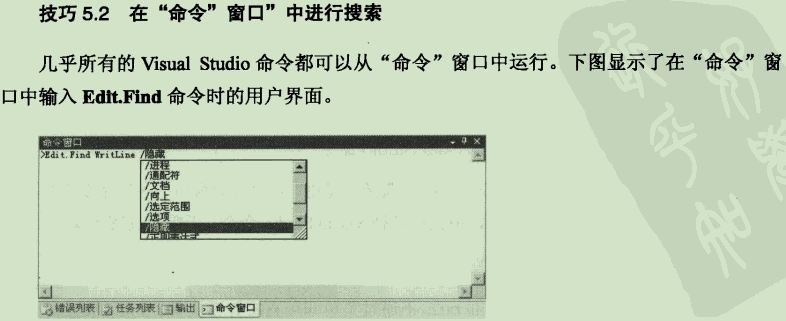 技巧 5.2 在“命令”窗口”中进行搜索
几乎所有的 Visual Studio 命令都可以从“命令”窗口中运行。下图显示了在“命令”窗
口中输入 Edit.Find 命令时的用户界面。
命令窗口
>Edit.Find WritLine /隐藏
/进程
/通配符
/文档
/向上
/选定范围
/选项
/隐藏
/正则表达式
错误列表 任务列表 输出 命令窗口